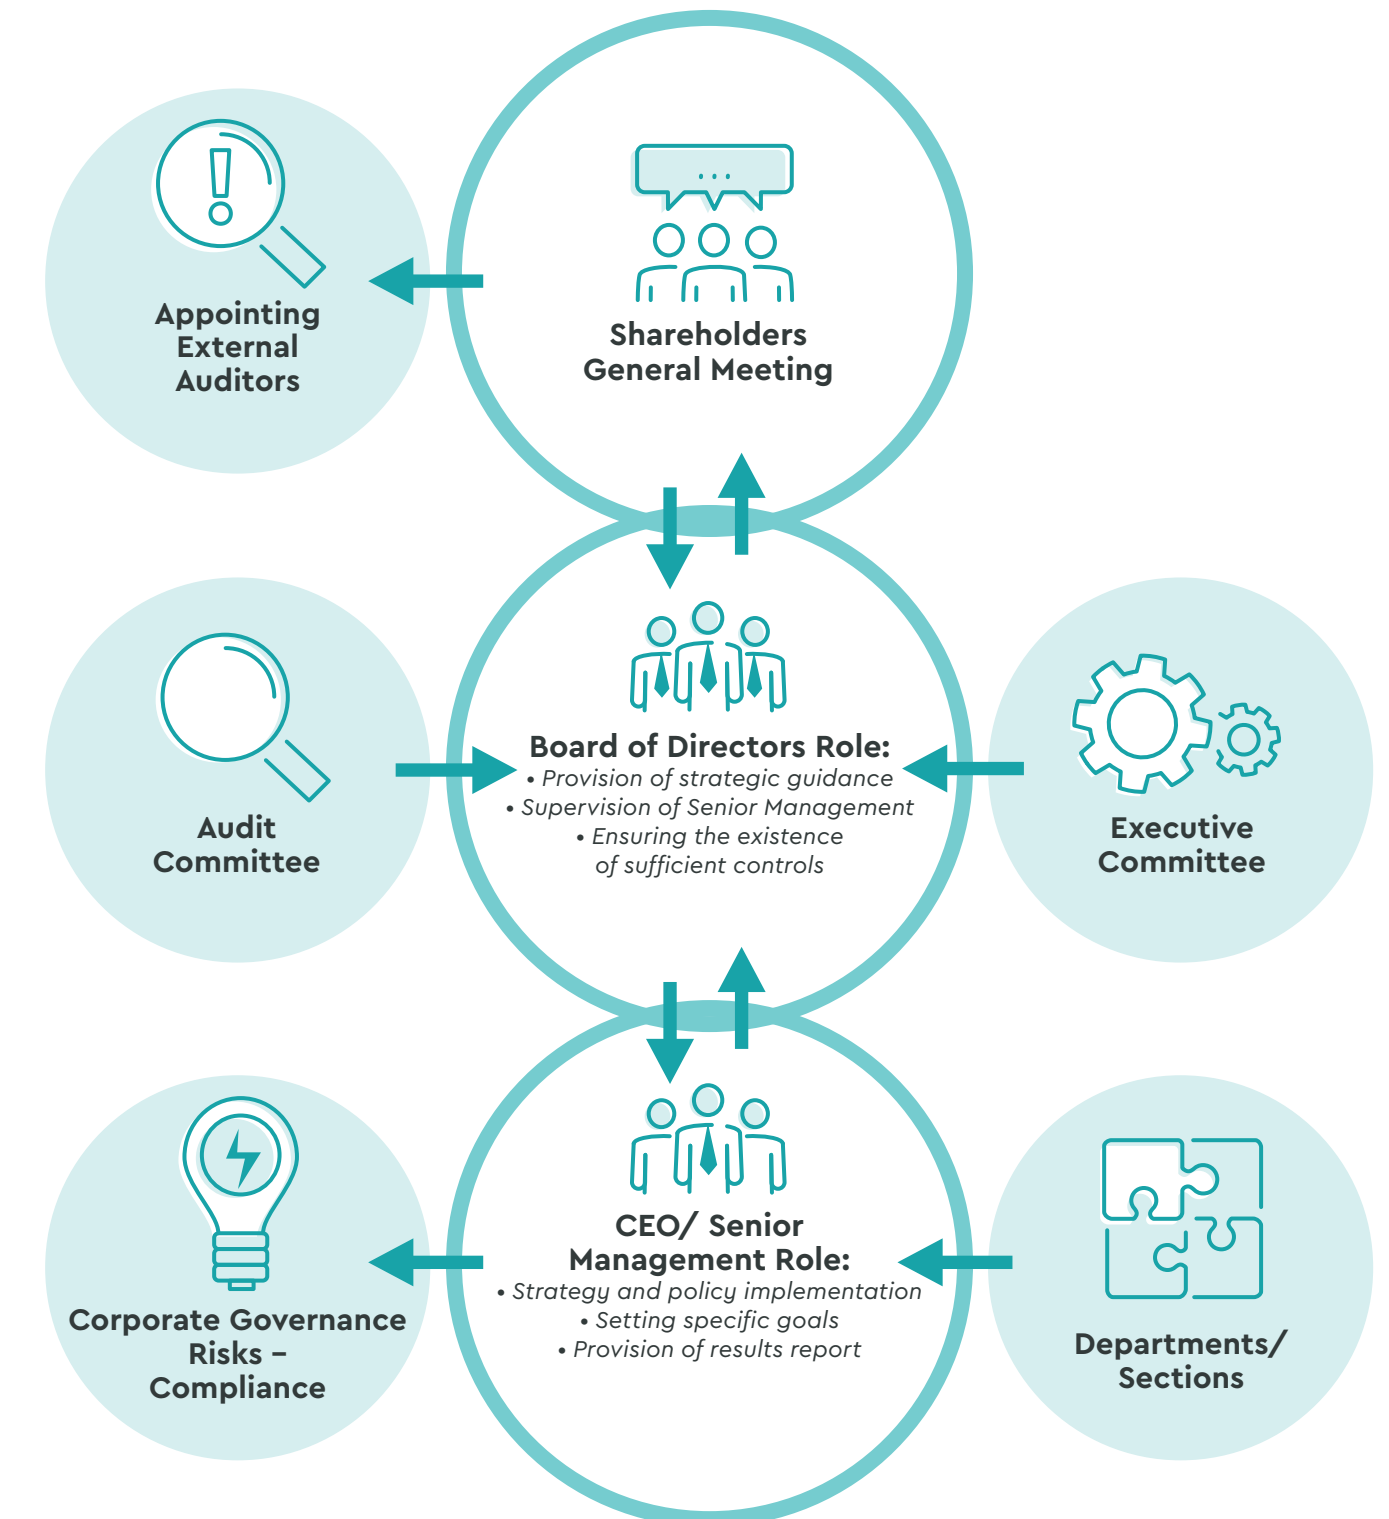 Appointing
External
Auditors
...
Shareholders
General Meeting
Audit
Committee
Board of Directors Role:
• Provision of strategic guidance
• Supervision of Senior Management
• Ensuring the existence
of sufficient controls
Executive
Committee
Corporate Governance
Risks –
Compliance
CEO/ Senior
Management Role:
• Strategy and policy implementation
• Setting specific goals
• Provision of results report
Departments/
Sections